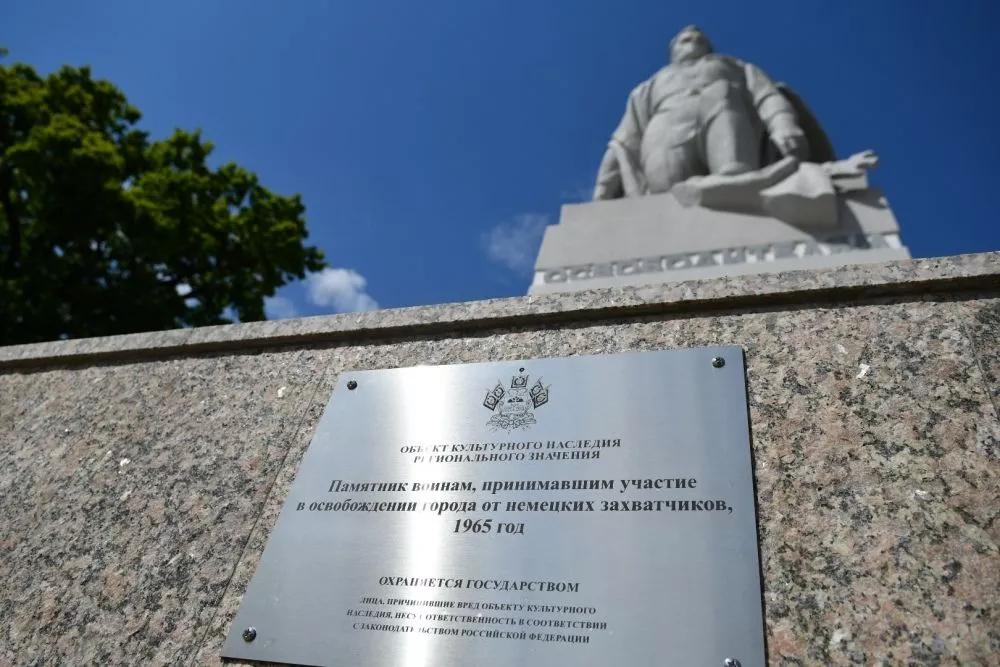 ОСВОБОДИТЕЛЯМ
ОБЪЕКТ КУЛЬТУРНОГО НАСЛЕДИЯ
РЕГИОНАЛЬНОГО ЗНАЧЕНИЯ
Памятник воинам, принимавшим участие
в освобождении города от немецких захватчиков,
1965 год
ОХРАНЯЕТСЯ ГОСУДАРСТВОМ
ЛИЦА, ПРИЧИНИВШИЕ ВРЕД ОБЪЕКТУ КУЛЬТУРНОГО
НАСЛЕДИЯ, НЕСУТ ОТВЕТСТВЕННОСТЬ В СООТВЕТСТВИИ
С ЗАКОНОДАТЕЛЬСТВОМ РОССИЙСКОЙ ФЕДЕРАЦИИ